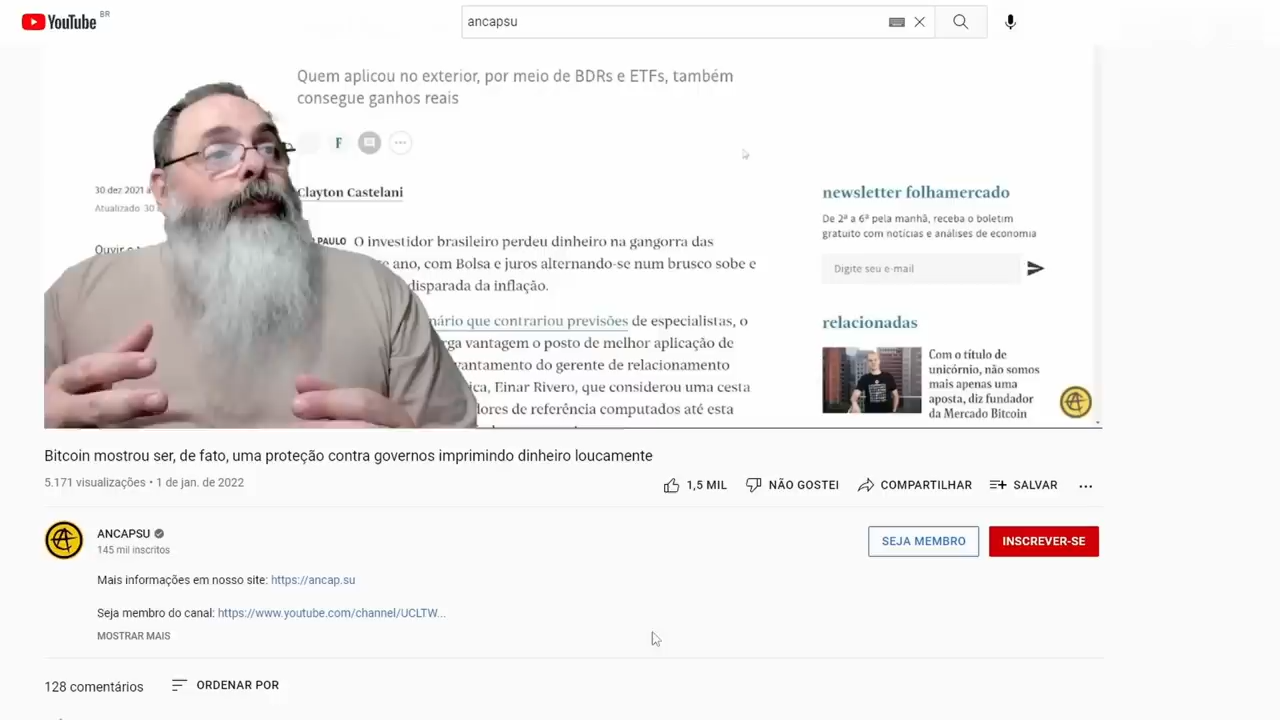 YouTube BR
ancapsu
Quem aplicou no exterior, por meio de BDRs e ETFs, também
consegue ganhos reais
F
30 dez 2021 à
Clayton Castelani
Atualizado 30
Ouvir o
PAULO O investidor brasileiro perdeu dinheiro na gangorra das
ano, com Bolsa e juros alternando-se num brusco sobe e
disparada da inflação.
nário que contrariou previsões de especialistas, o
rga vantagem o posto de melhor aplicação de
vantamento do gerente de relacionamento
ica, Einar Rivero, que considerou uma cesta
dores de referência computados até esta
newsletter folhamercado
De 2ª a 6ª pela manhã, receba o boletim
gratuito com notícias e análises de economia
Digite seu e-mail
relacionadas
Com o título de
unicórnio, não somos
mais apenas uma
aposta, diz fundador
da Mercado Bitcoin
Bitcoin mostrou ser, de fato, uma proteção contra governos imprimindo dinheiro loucamente
5.171 visualizações • 1 de jan. de 2022
1,5 MIL NÃO GOSTEI COMPARTILHAR SALVAR
ANCAPSU
145 mil inscritos
SEJA MEMBRO INSCREVER-SE
Mais informações em nosso site: https://ancap.su
Seja membro do canal: https://www.youtube.com/channel/UCLTW...
MOSTRAR MAIS
128 comentários ORDENAR POR